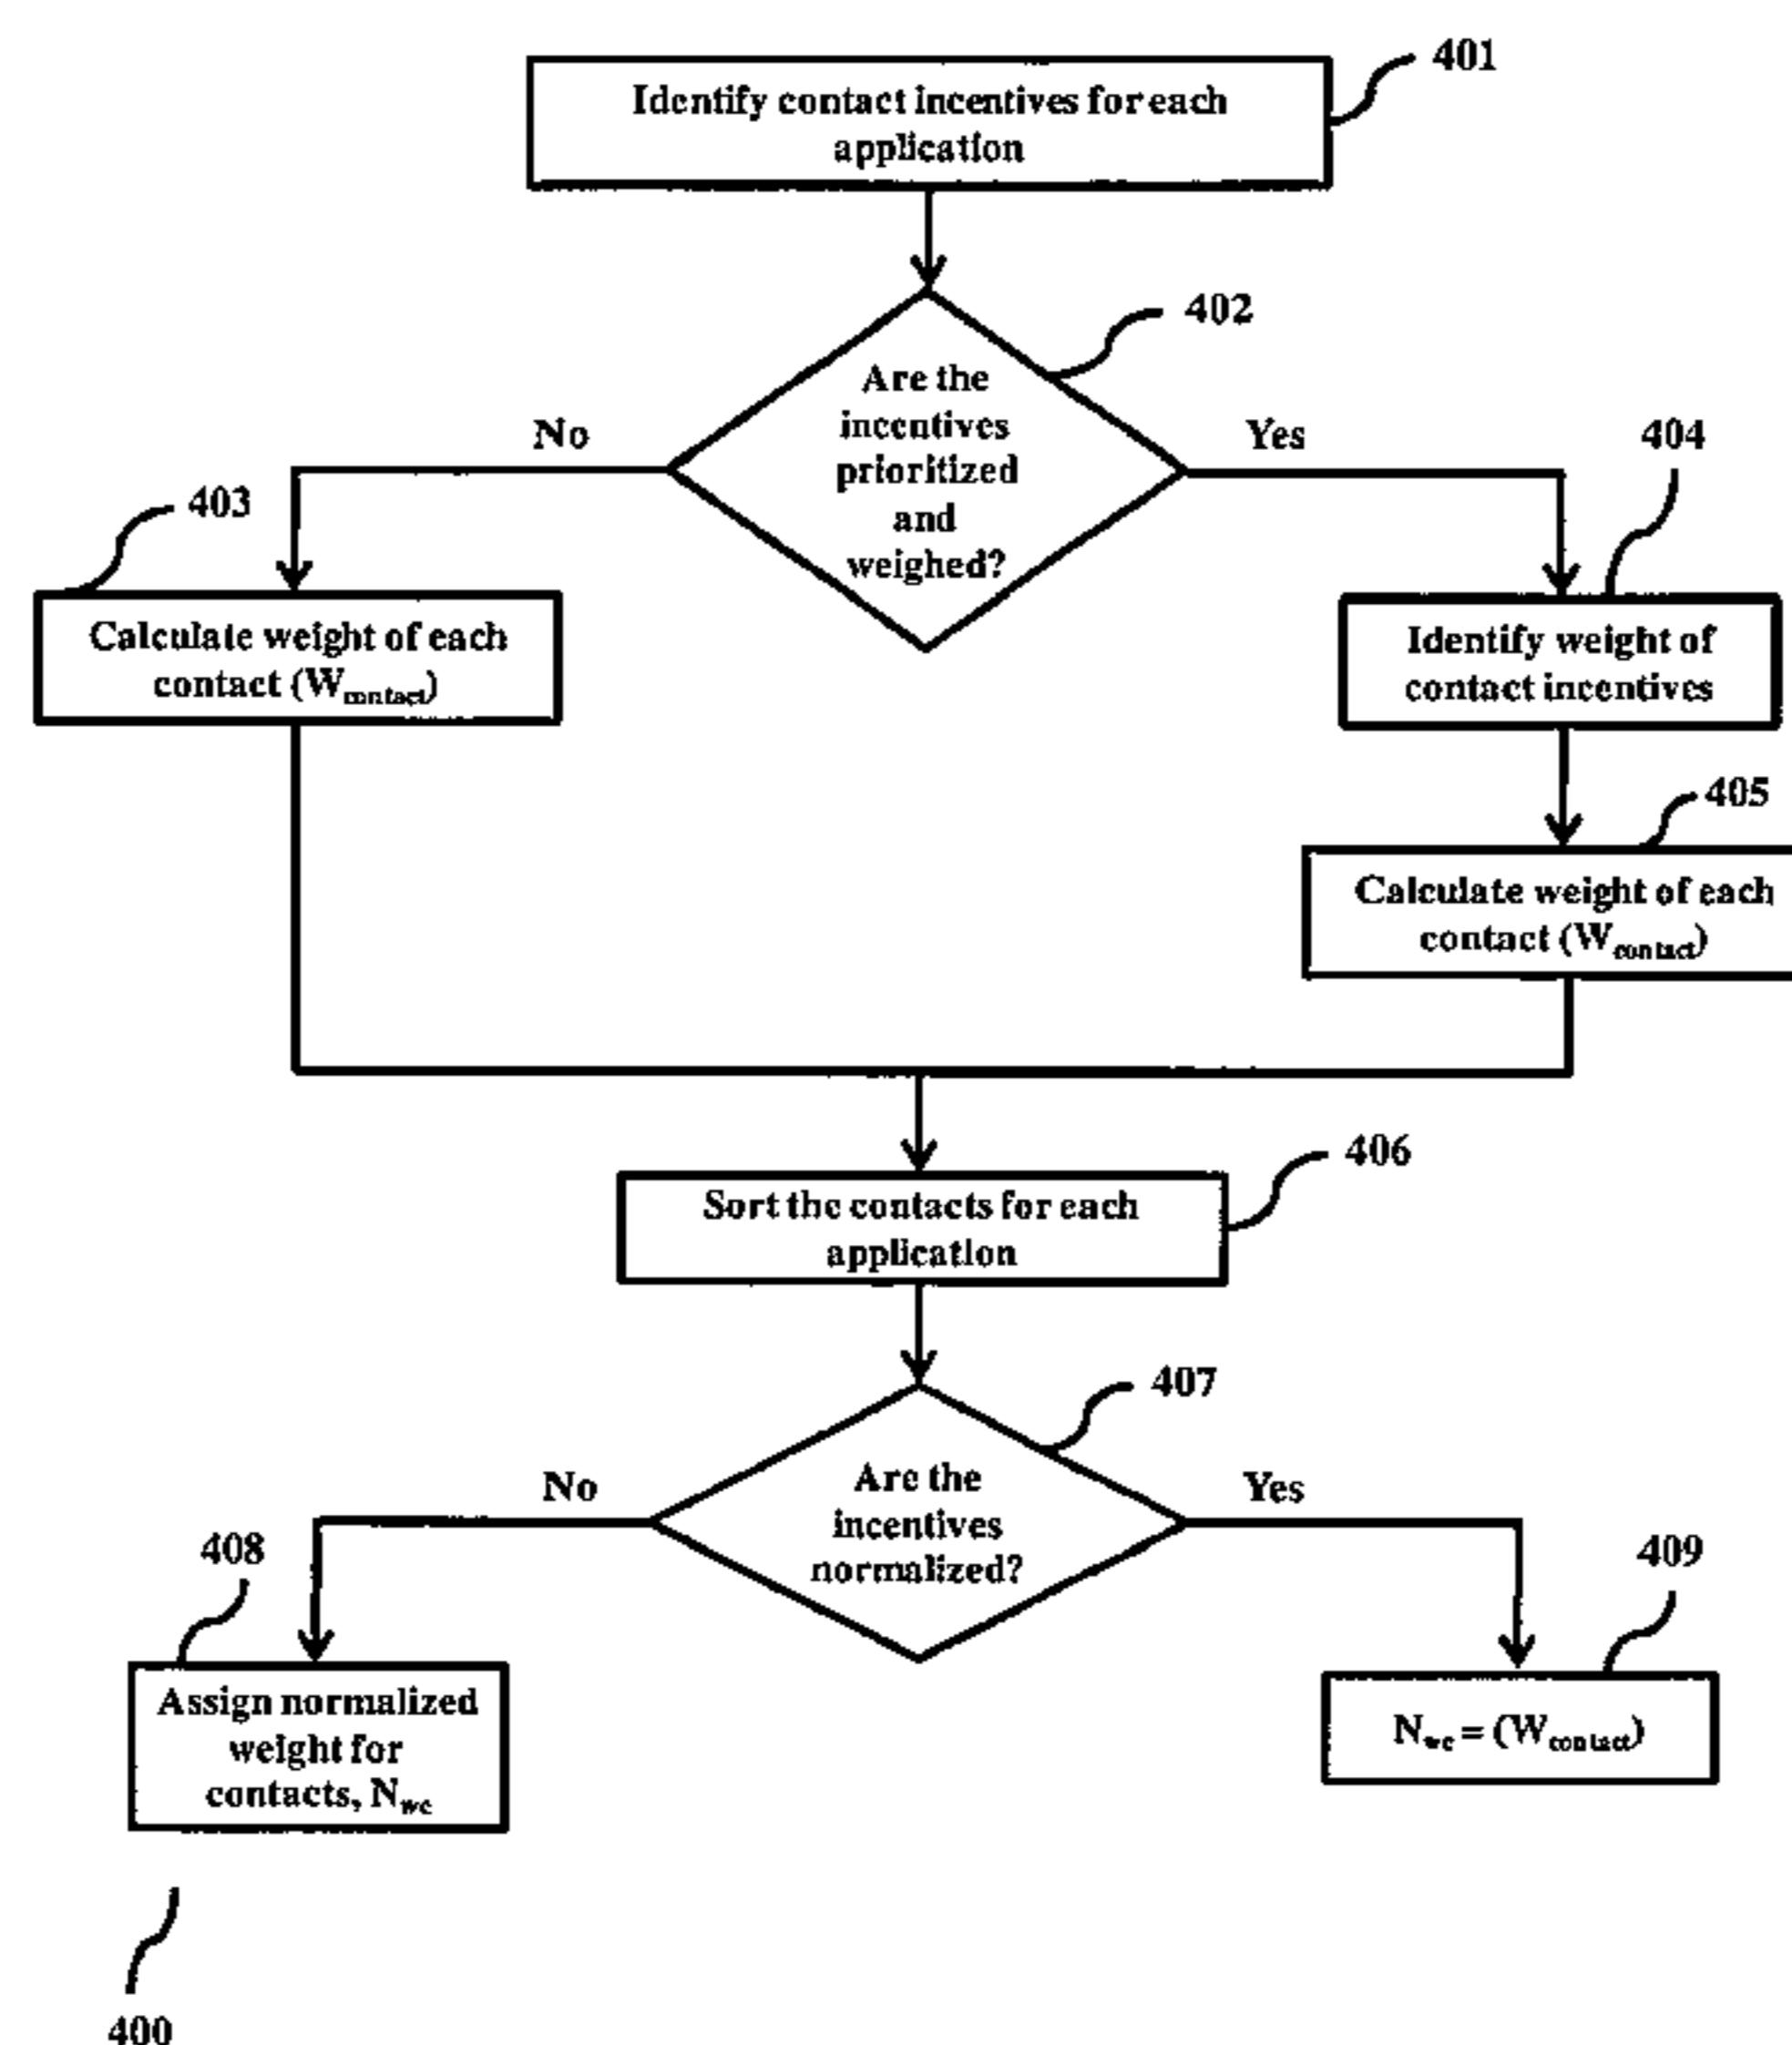 401
Identify contact incentives for each
application
402
Are the
incentives
prioritized
and
weighed?
No
Yes
403
404
Calculate weight of each
contact (Wcontact)
Identify weight of
contact incentives
405
Calculate weight of each
contact (Wcontact)
406
Sort the contacts for each
application
407
Are the
incentives
normalized?
No
Yes
408
409
Assign normalized
weight for
contacts, Nwc
Nwc = (Wcontact)
400